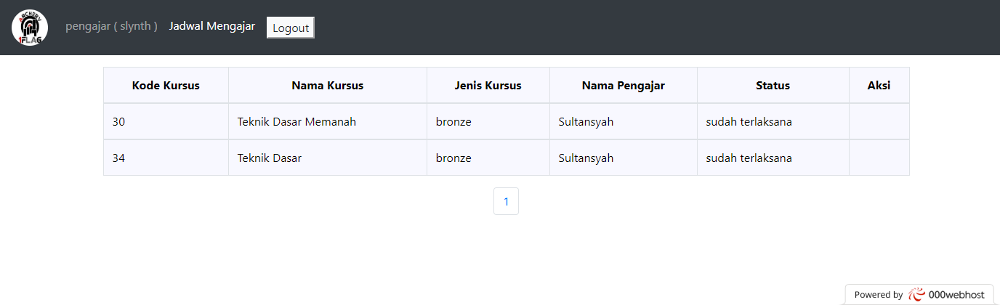 ARCHERY
1FLAG
pengajar ( slynth ) Jadwal Mengajar Logout
Kode Kursus Nama Kursus Jenis Kursus Nama Pengajar Status Aksi
30 Teknik Dasar Memanah bronze Sultansyah sudah terlaksana
34 Teknik Dasar bronze Sultansyah sudah terlaksana
1
Powered by 000webhost